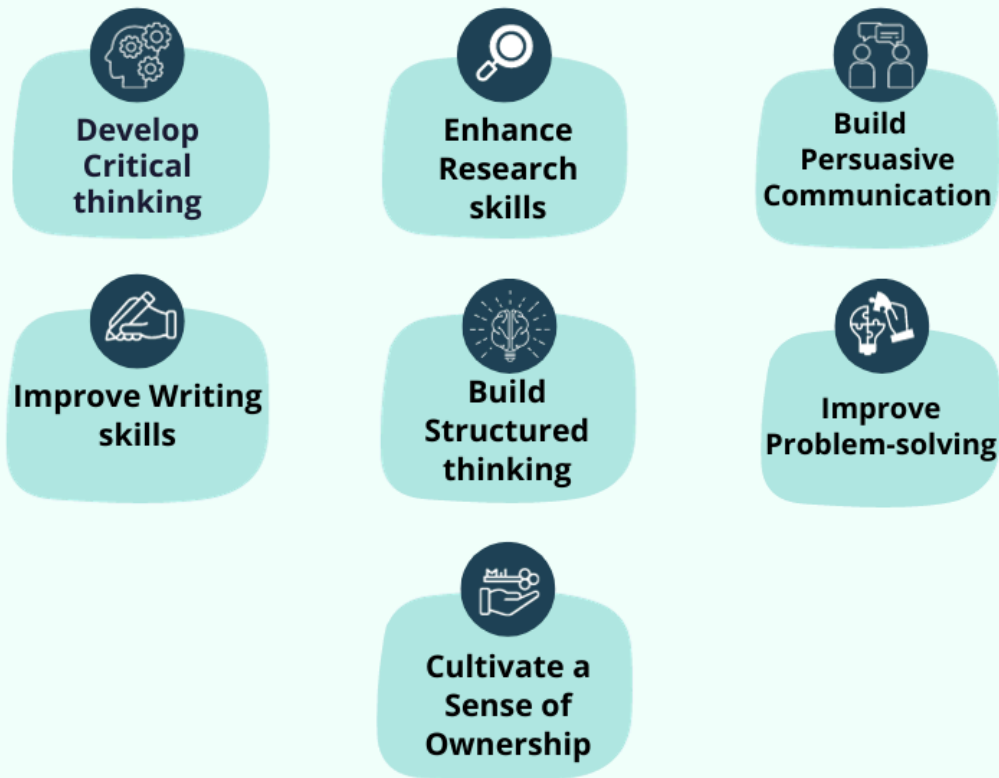 Develop
Critical
thinking
Enhance
Research
skills
Build
Persuasive
Communication
Improve Writing
skills
Build
Structured
thinking
Improve
Problem-solving
Cultivate a
Sense of
Ownership